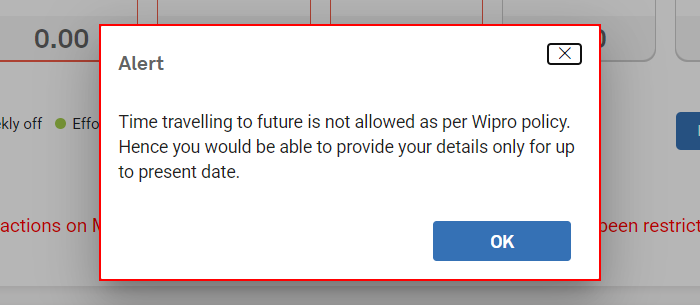 0.00
Alert
Time travelling to future is not allowed as per Wipro policy.
Hence you would be able to provide your details only for up
to present date.
kly off
actions on
been restrict
OK